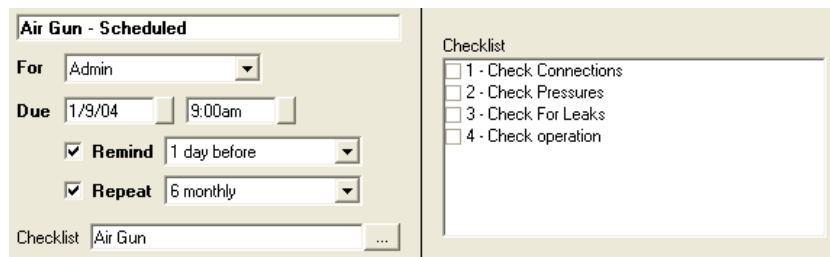 Air Gun - Scheduled
For Admin
Due 1/9/04 9:00am
Remind 1 day before
Repeat 6 monthly
Checklist Air Gun ...
Checklist
1 - Check Connections
2 - Check Pressures
3 - Check For Leaks
4 - Check operation